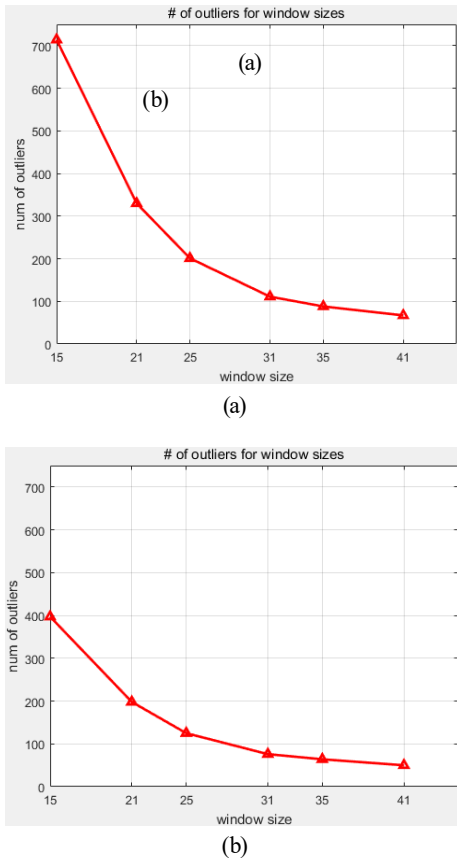 # of outliers for window sizes
700
(a)
600
(b)
500
400
300
200
100
0
num of outliers
15 21 25 31 35 41
window size
(a)
# of outliers for window sizes
700
600
500
400
300
200
100
0
num of outliers
15 21 25 31 35 41
window size
(b)